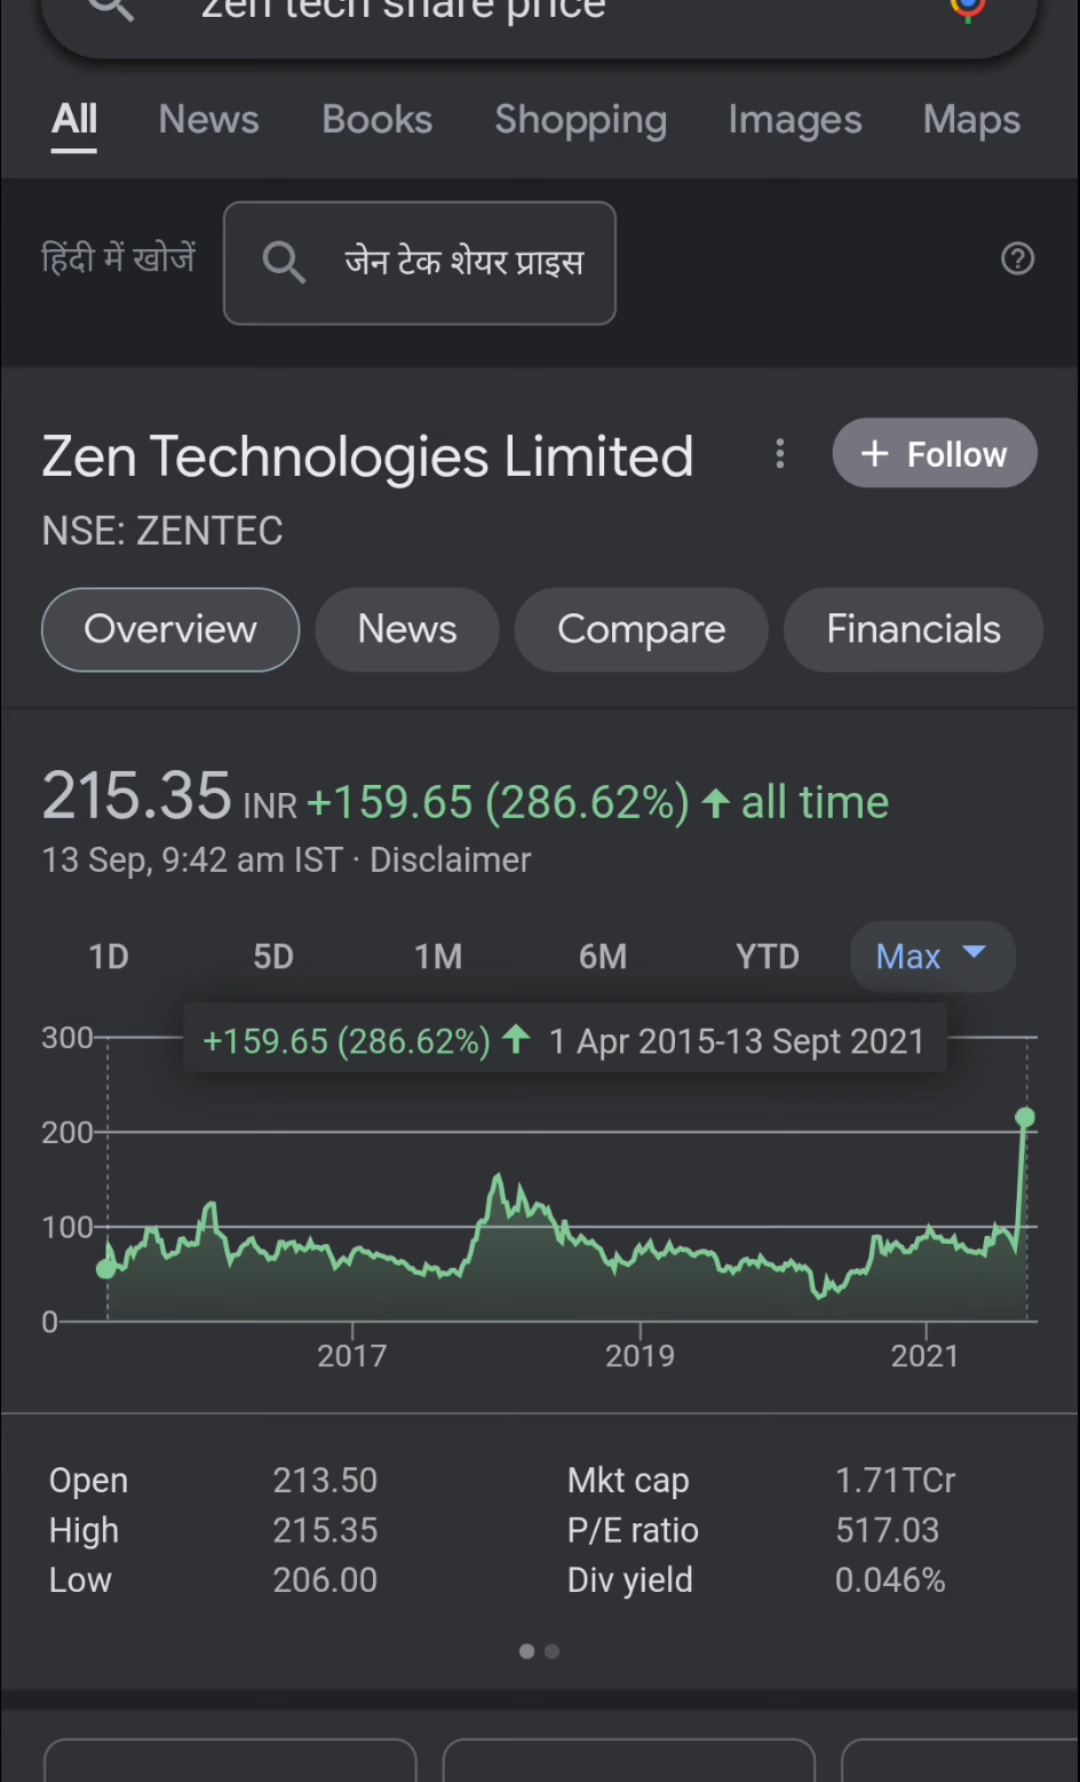 zen tech share price
All News Books Shopping Images Maps
हिंदी में खोजें जेन टेक शेयर प्राइस
Zen Technologies Limited + Follow
NSE: ZENTEC
Overview News Compare Financials
215.35 INR +159.65 (286.62%) ↑ all time
13 Sep, 9:42 am IST · Disclaimer
1D 5D 1M 6M YTD Max
+159.65 (286.62%) ↑ 1 Apr 2015-13 Sept 2021
300
200
100
0
2017 2019 2021
Open 213.50 Mkt cap 1.71TCr
High 215.35 P/E ratio 517.03
Low 206.00 Div yield 0.046%